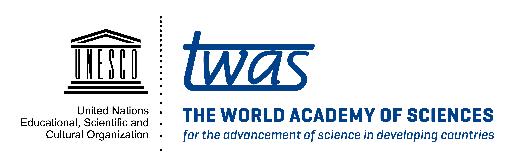 UNESCO
United Nations
Educational, Scientific and
Cultural Organization
twas
THE WORLD ACADEMY OF SCIENCES
for the advancement of science in developing countries